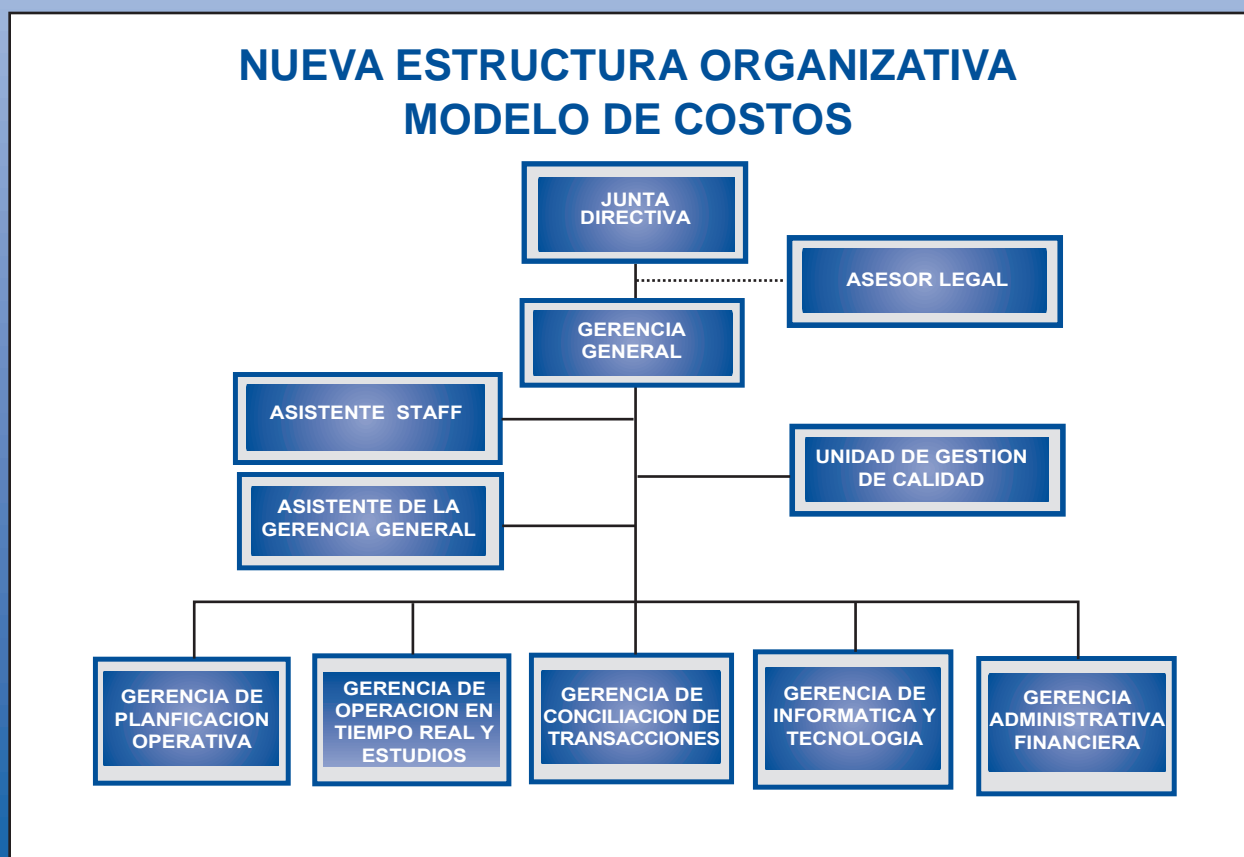 NUEVA ESTRUCTURA ORGANIZATIVA
MODELO DE COSTOS
JUNTA
DIRECTIVA
ASESOR LEGAL
GERENCIA
GENERAL
ASISTENTE STAFF
UNIDAD DE GESTION
DE CALIDAD
ASISTENTE DE LA
GERENCIA GENERAL
GERENCIA DE
PLANFICACION
OPERATIVA
GERENCIA DE
OPERACION EN
TIEMPO REAL Y
ESTUDIOS
GERENCIA DE
CONCILIACION DE
TRANSACCIONES
GERENCIA DE
INFORMATICA Y
TECNOLOGIA
GERENCIA
ADMINISTRATIVA
FINANCIERA